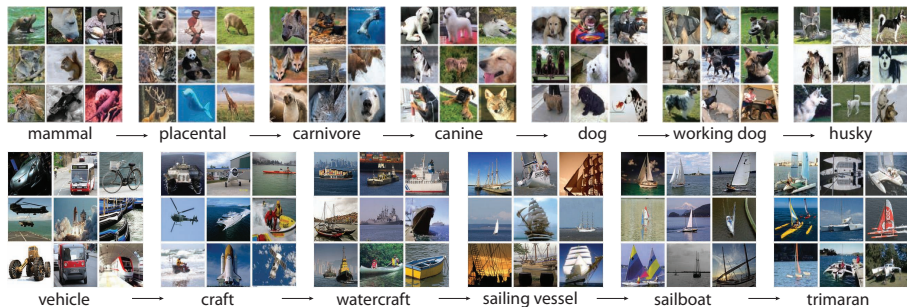 mammal placental carnivore canine dog working dog husky
vehicle craft watercraft sailing vessel sailboat trimaran